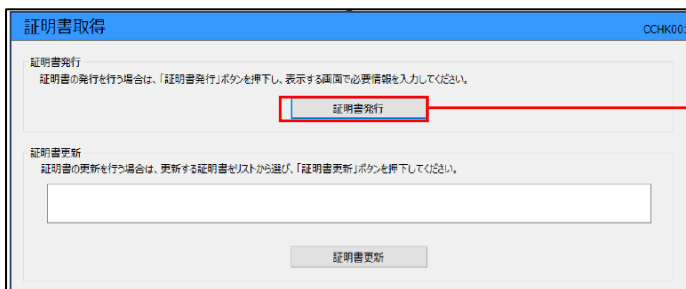 証明書取得
CCHK00
証明書発行
証明書の発行を行う場合は、「証明書発行」ボタンを押下し、表示する画面で必要情報を入力してください。
証明書発行
証明書更新
証明書の更新を行う場合は、更新する証明書をリストから選び、「証明書更新」ボタンを押下してください。
証明書更新